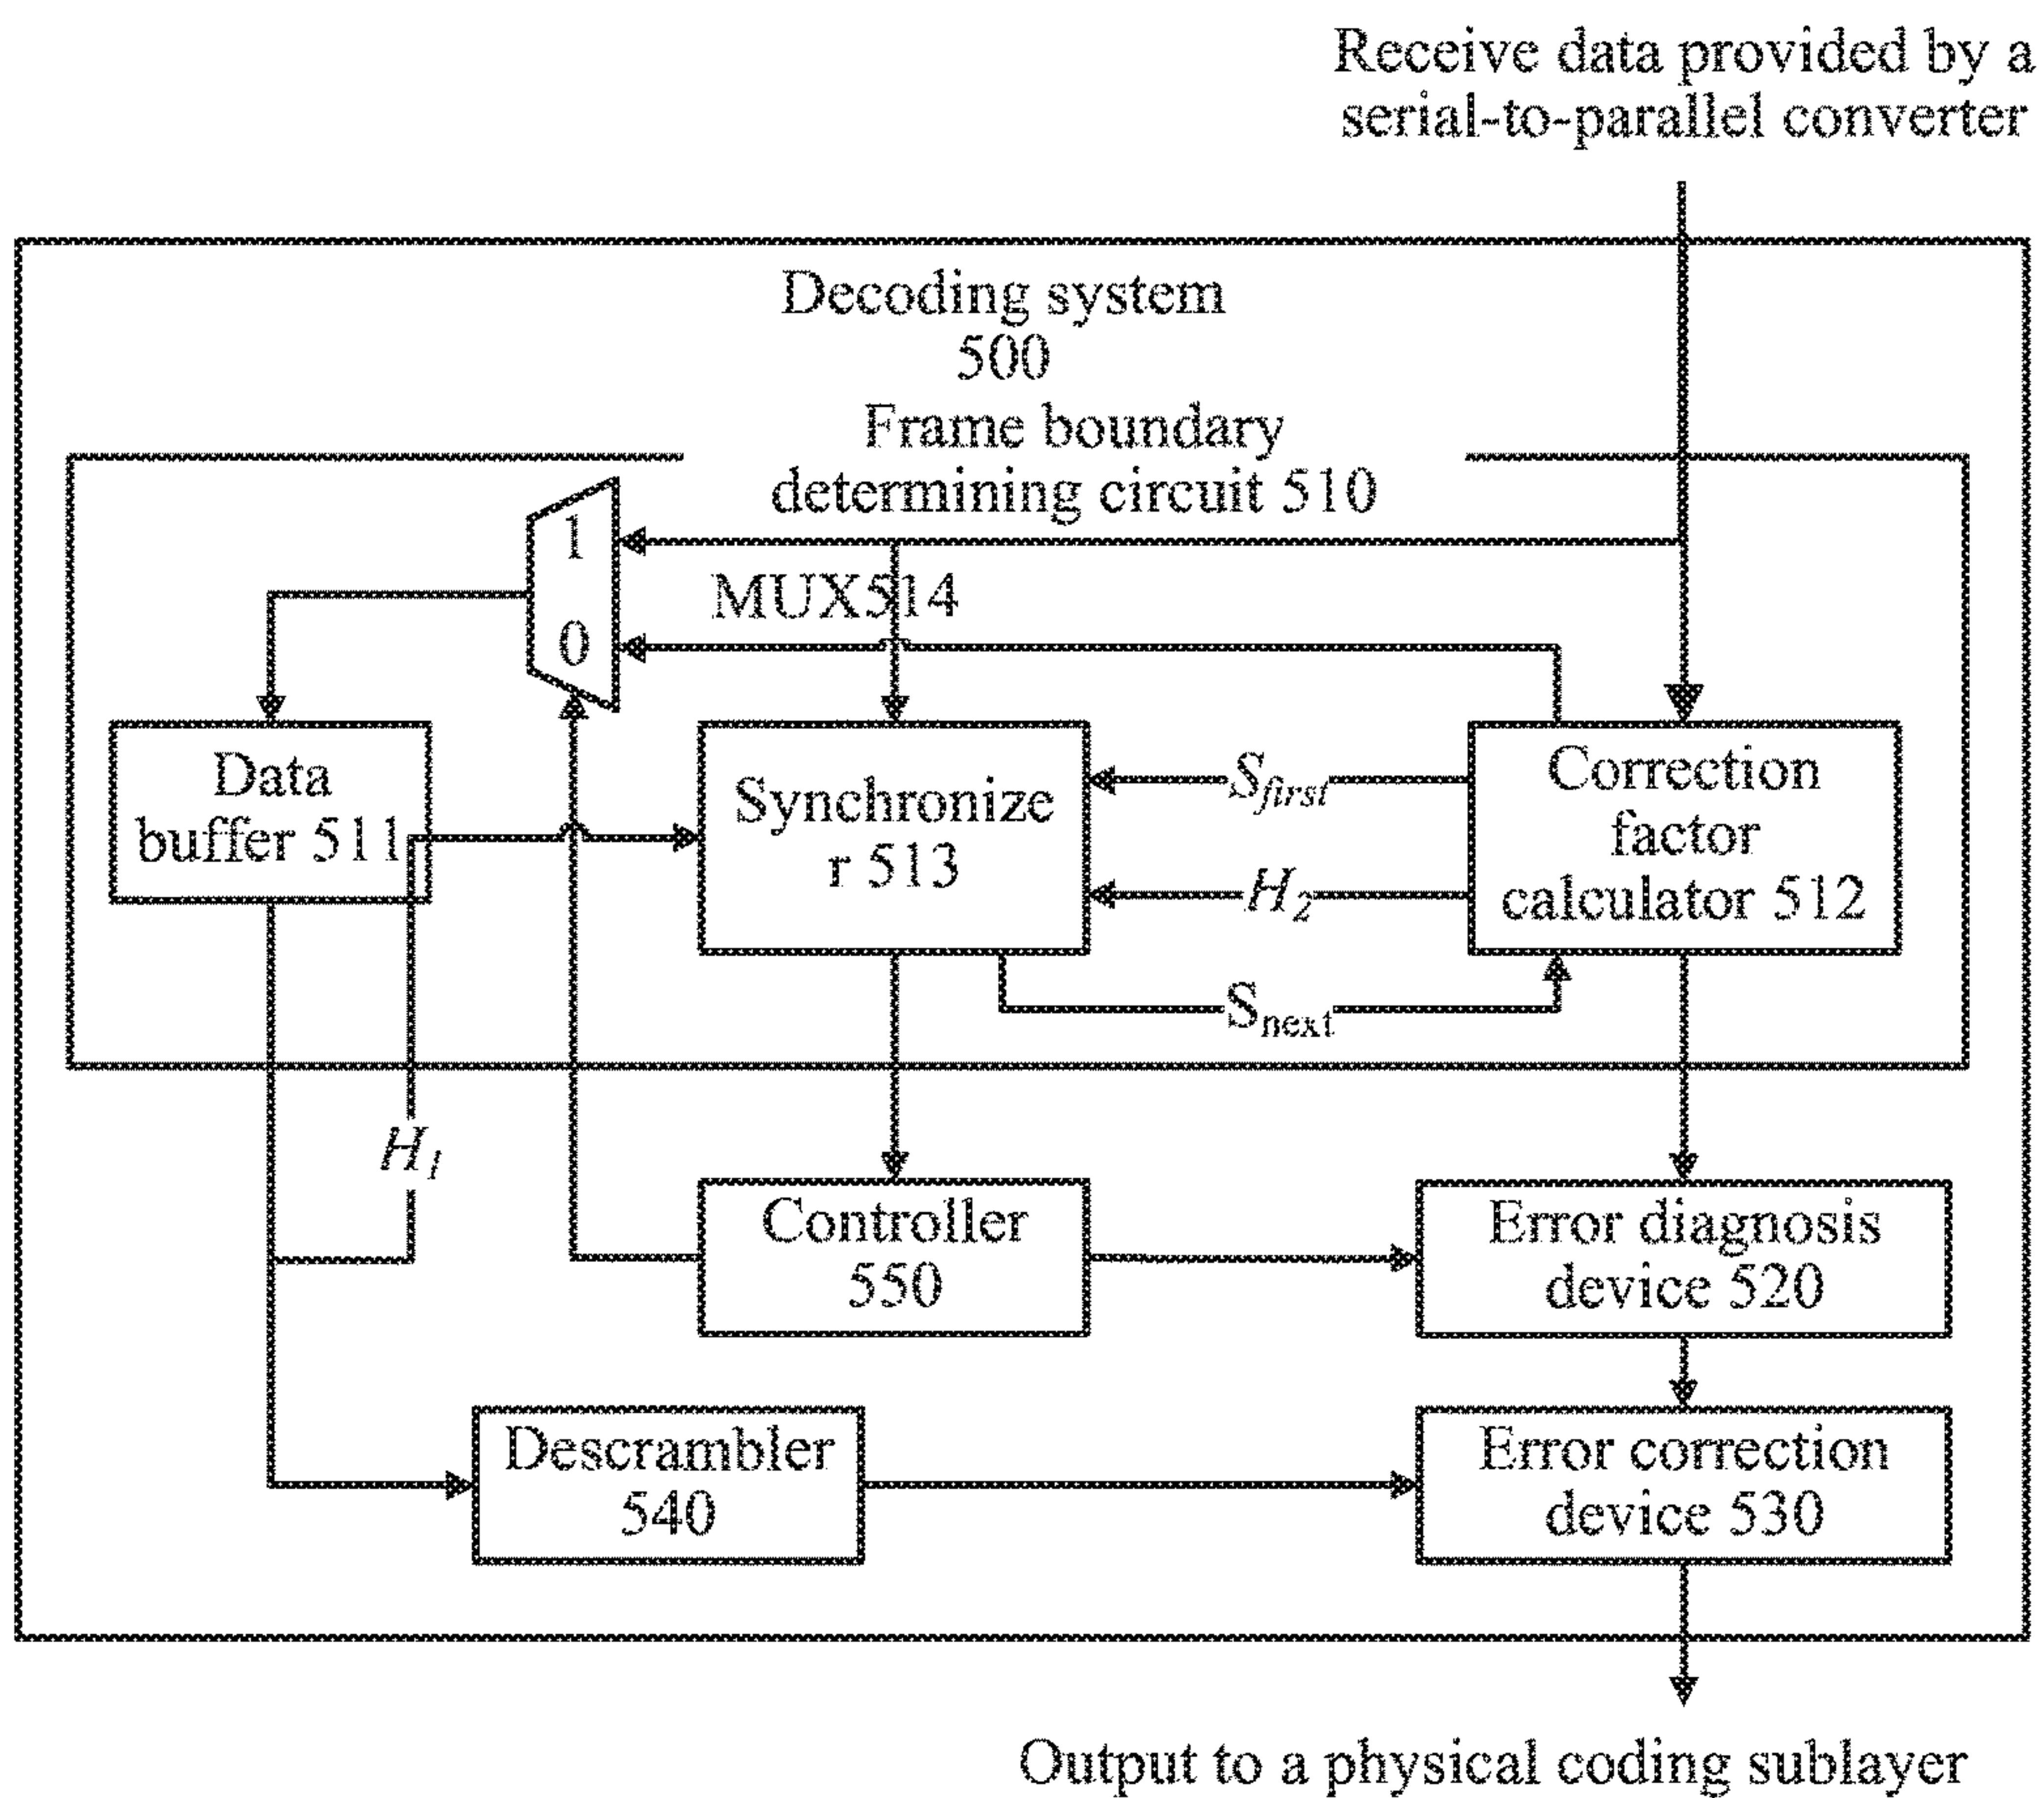 Receive data provided by a
serial-to-parallel converter
Decoding system
500
Frame boundary
determining circuit 510
1
MUX514
0
Data
buffer 511
Synchronize
r 513
S_first
H_2
Correction
factor
calculator 512
S_next
H_1
Controller
550
Error diagnosis
device 520
Descrambler
540
Error correction
device 530
Output to a physical coding sublayer